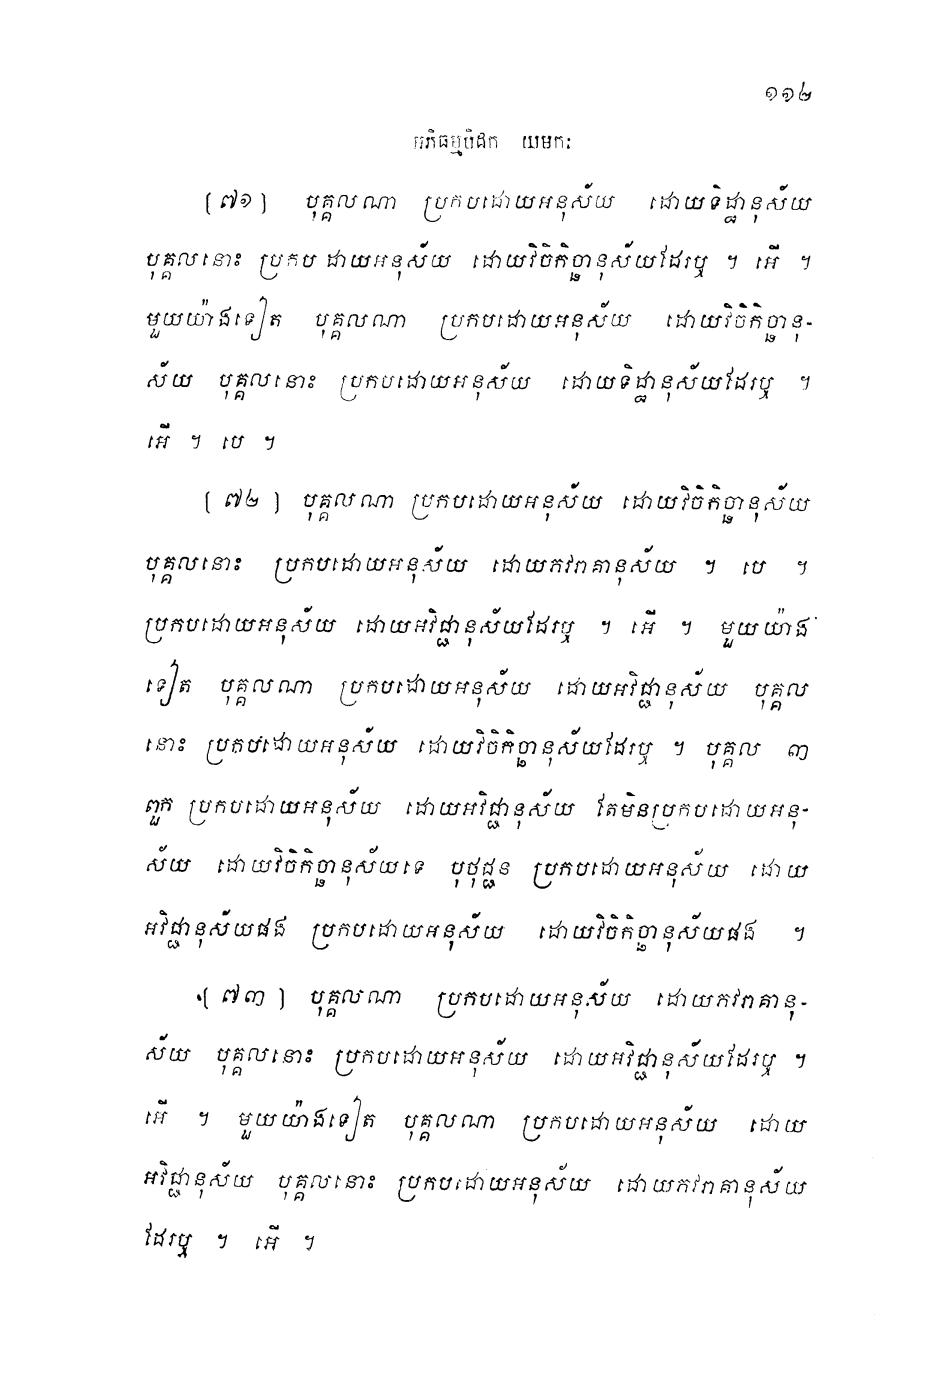 ១១២
អភិធម្មបិដក យមកៈ
(៧១) បុគ្គលណា ប្រកបដោយអនុស័យ ដោយទិដ្ឋានុស័យ
បុគ្គលនោះ ប្រកប ដាយអនុស័យ ដោយវិចិកិច្ឆានុស័យដែរឬ ។ អើ ។
មួយយ៉ាងទៀត បុគ្គលណា ប្រកបដោយអនុស័យ ដោយវិចិកិច្ឆានុ-
ស័យ បុគ្គលនោះ ប្រកបដោយអនុស័យ ដោយទិដ្ឋានុស័យដែរឬ ។
អើ ។ បេ ។
(៧២) បុគ្គលណា ប្រកបដោយអនុស័យ ដោយវិចិកិច្ឆានុស័យ
បុគ្គលនោះ ប្រកបដោយអនុស័យ ដោយភវរាគានុស័យ ។ បេ ។
ប្រកបដោយអនុស័យ ដោយអវិជ្ជានុស័យដែរឬ ។ អើ ។ មួយយ៉ាង
ទៀត បុគ្គលណា ប្រកបដោយអនុស័យ ដោយអវិជ្ជានុស័យ បុគ្គល
នោះ ប្រកបដោយអនុស័យ ដោយវិចិកិច្ឆានុស័យដែរឬ ។ បុគ្គល ៣
ពួក ប្រកបដោយអនុស័យ ដោយអវិជ្ជានុស័យ តែមិនប្រកបដោយអនុ-
ស័យ ដោយវិចិកិច្ឆានុស័យទេ បុថុជ្ជន ប្រកបដោយអនុស័យ ដោយ
អវិជ្ជានុស័យផង ប្រកបដោយអនុស័យ ដោយវិចិកិច្ឆានុស័យផង ។
(៧៣) បុគ្គលណា ប្រកបដោយអនុស័យ ដោយភវរាគានុ-
ស័យ បុគ្គលនោះ ប្រកបដោយអនុស័យ ដោយអវិជ្ជានុស័យដែរឬ ។
អើ ។ មួយយ៉ាងទៀត បុគ្គលណា ប្រកបដោយអនុស័យ ដោយ
អវិជ្ជានុស័យ បុគ្គលនោះ ប្រកបដោយអនុស័យ ដោយភវរាគានុស័យ
ដែរឬ ។ អើ ។